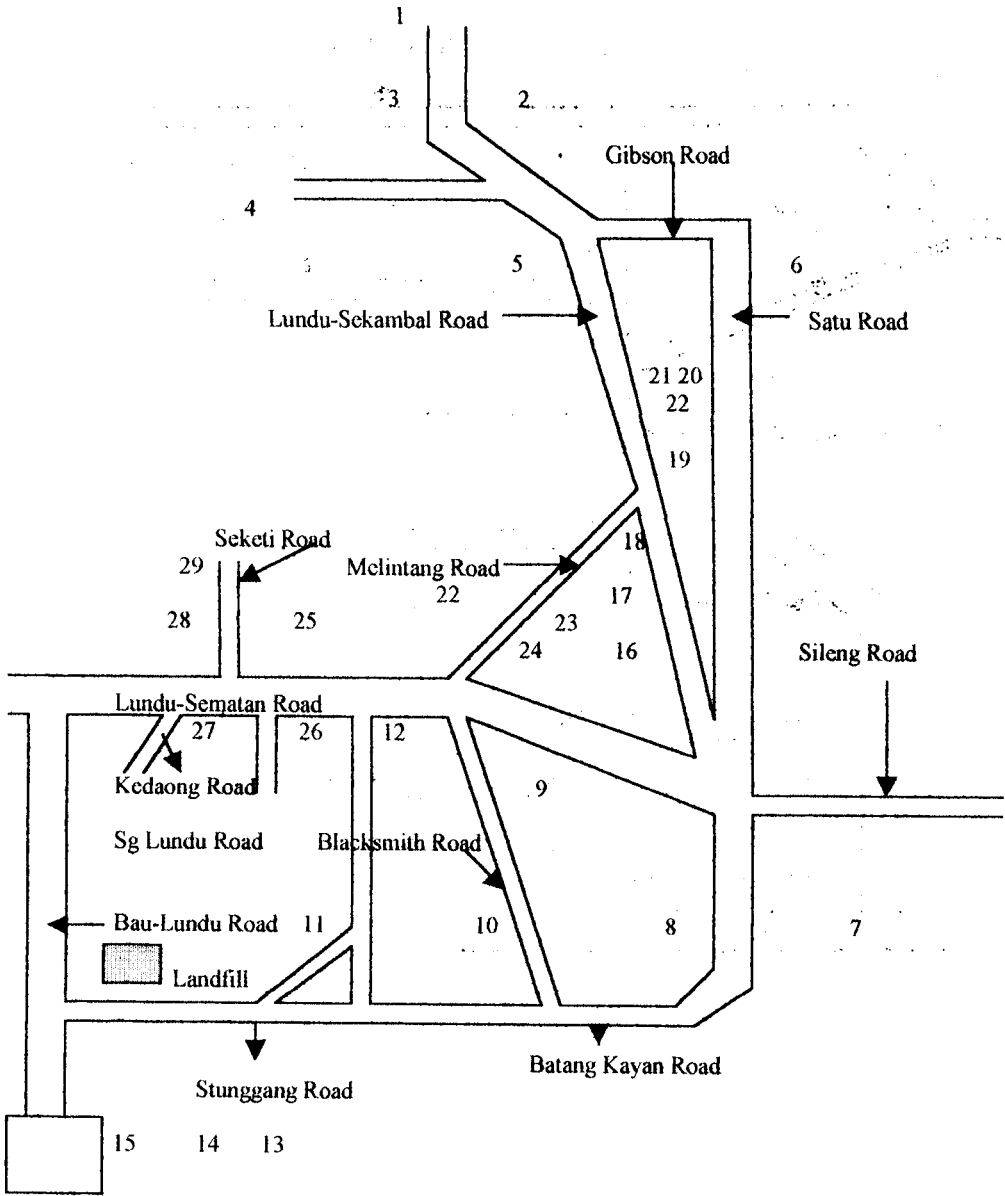 1
3 2
Gibson Road
4
5 6
Lundu-Sekambal Road Satu Road
21 20
22
19
Seketi Road 18
29 Melintang Road
22 17
28 25 23
24 16 Sileng Road
Lundu-Sematan Road
27 26 12
Kedaong Road 9
Sg Lundu Road Blacksmith Road
Bau-Lundu Road 11 10 8 7
Landfill
Batang Kayan Road
Stunggang Road
15 14 13